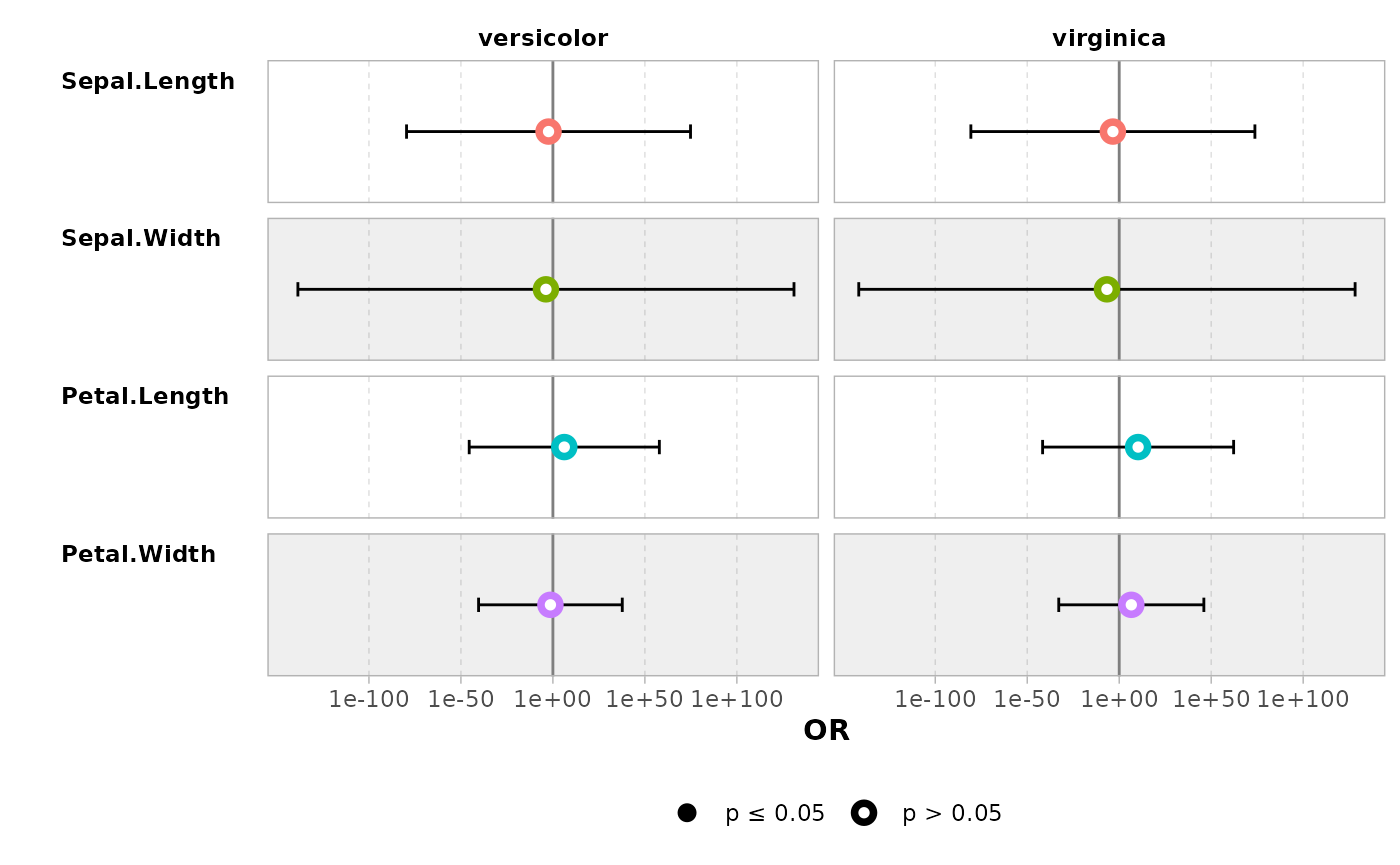 versicolor virginica
Sepal.Length
Sepal.Width
Petal.Length
Petal.Width
1e-100 1e-50 1e+00 1e+50 1e+100 1e-100 1e-50 1e+00 1e+50 1e+100
OR
p ≤ 0.05 p > 0.05